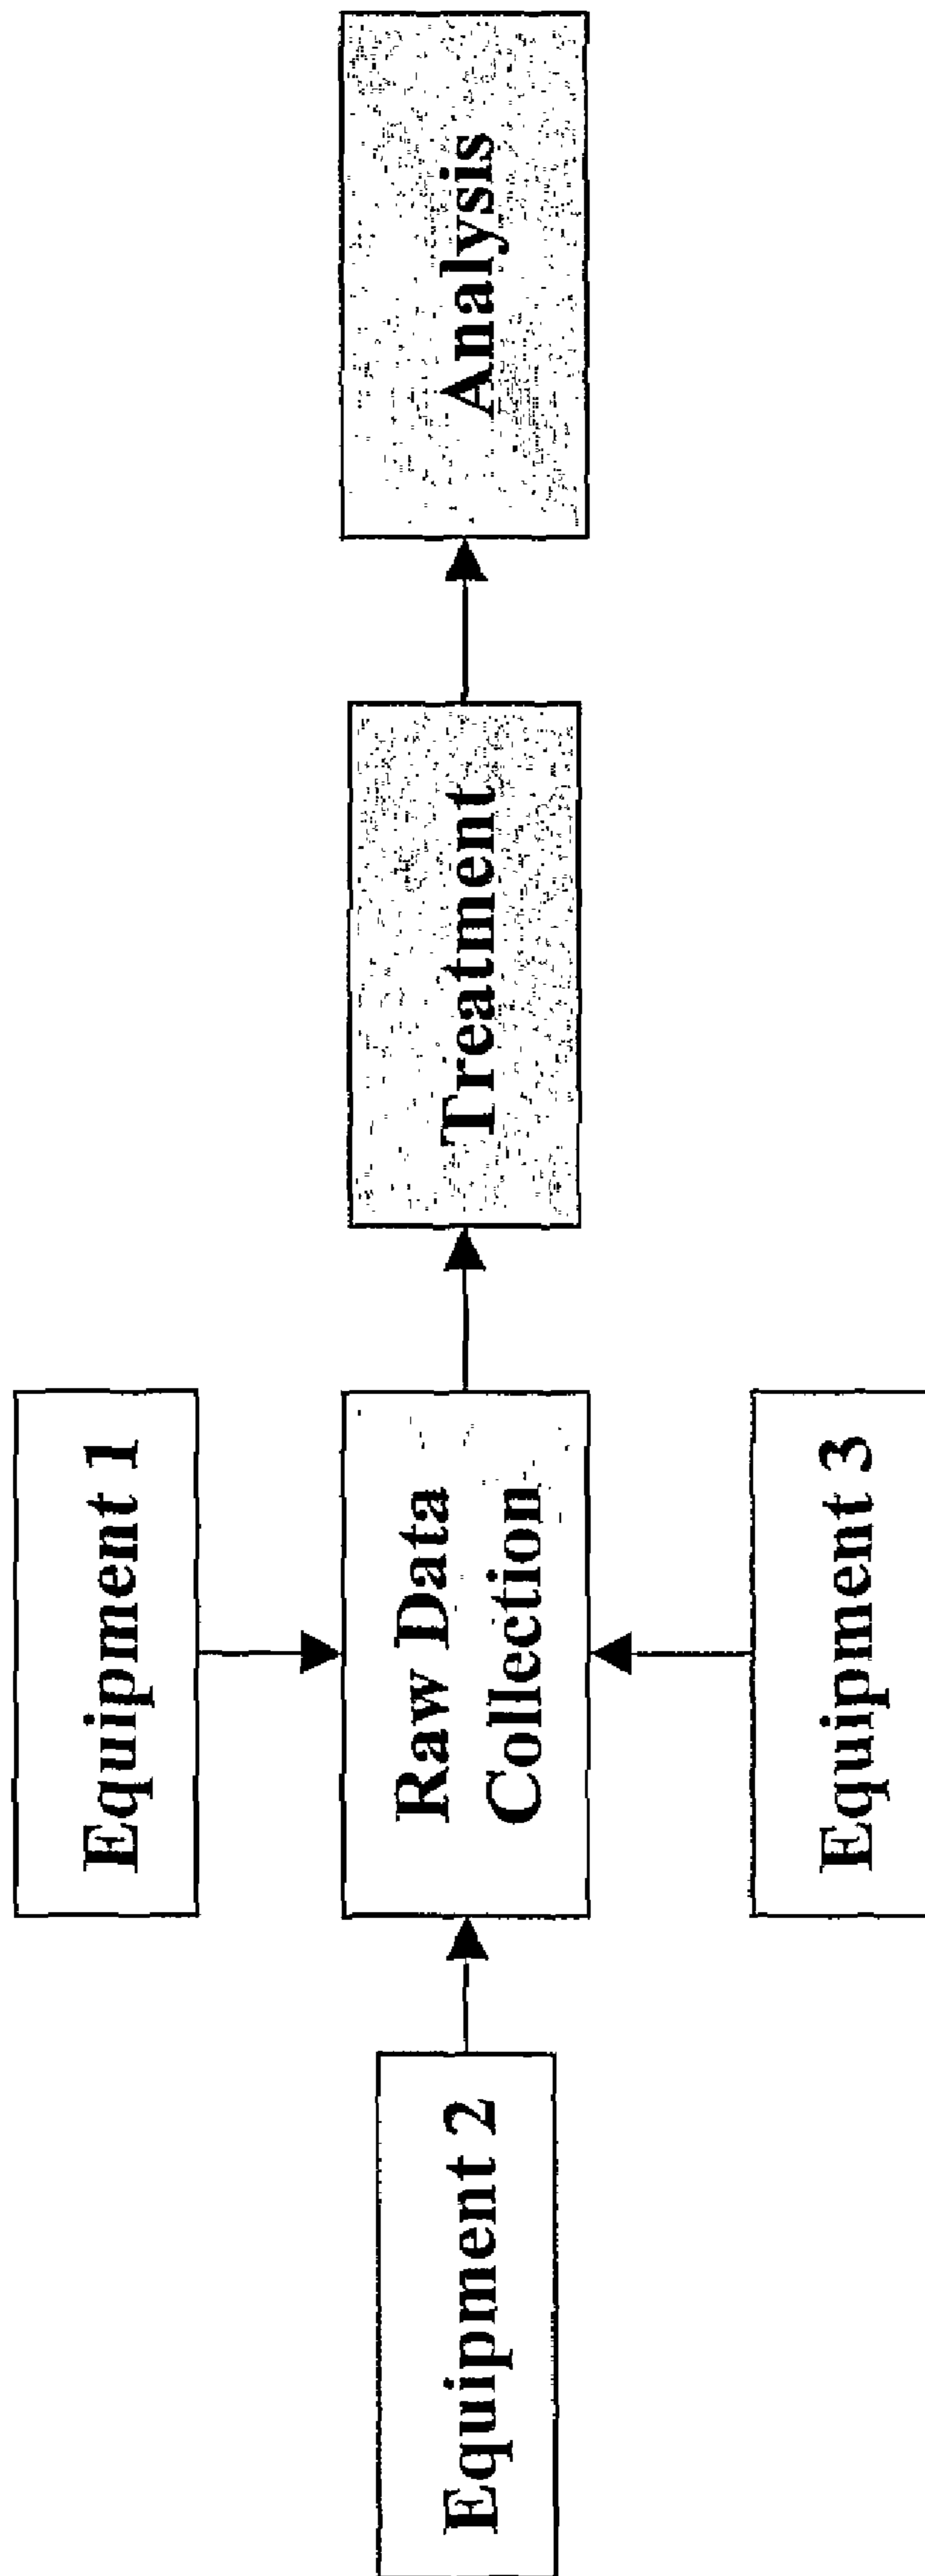 Equipment 1
Equipment 2
Raw Data
Collection
Treatment
Analysis
Equipment 3